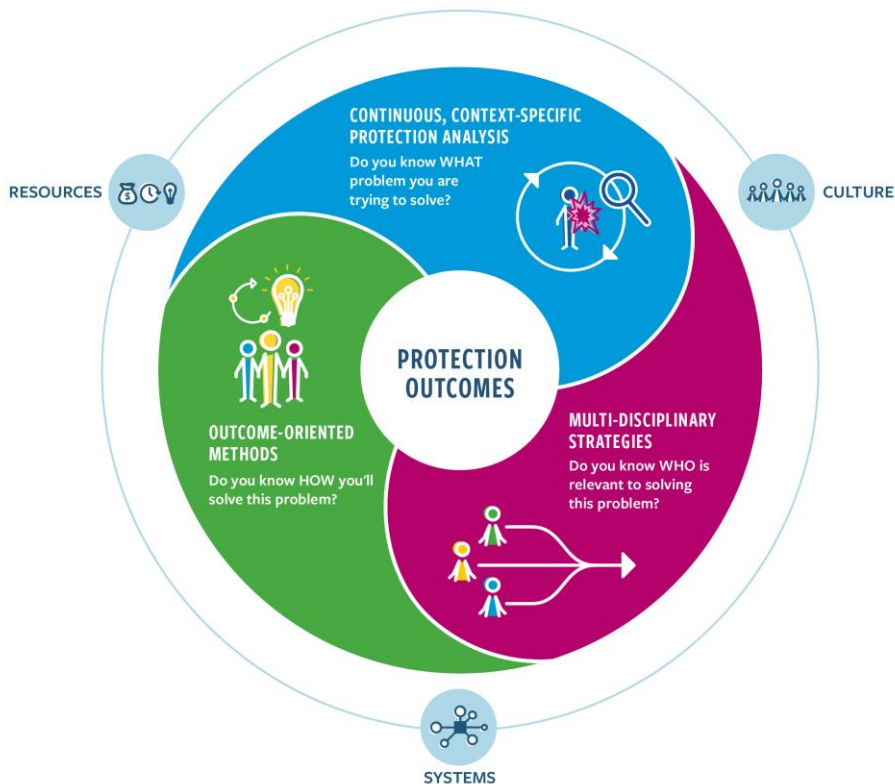 CONTINUOUS, CONTEXT-SPECIFIC
PROTECTION ANALYSIS
Do you know WHAT
problem you are
trying to solve?
RESOURCES
$
CULTURE
PROTECTION
OUTCOMES
OUTCOME-ORIENTED
METHODS
Do you know HOW you'll
solve this problem?
MULTI-DISCIPLINARY
STRATEGIES
Do you know WHO is
relevant to solving
this problem?
SYSTEMS